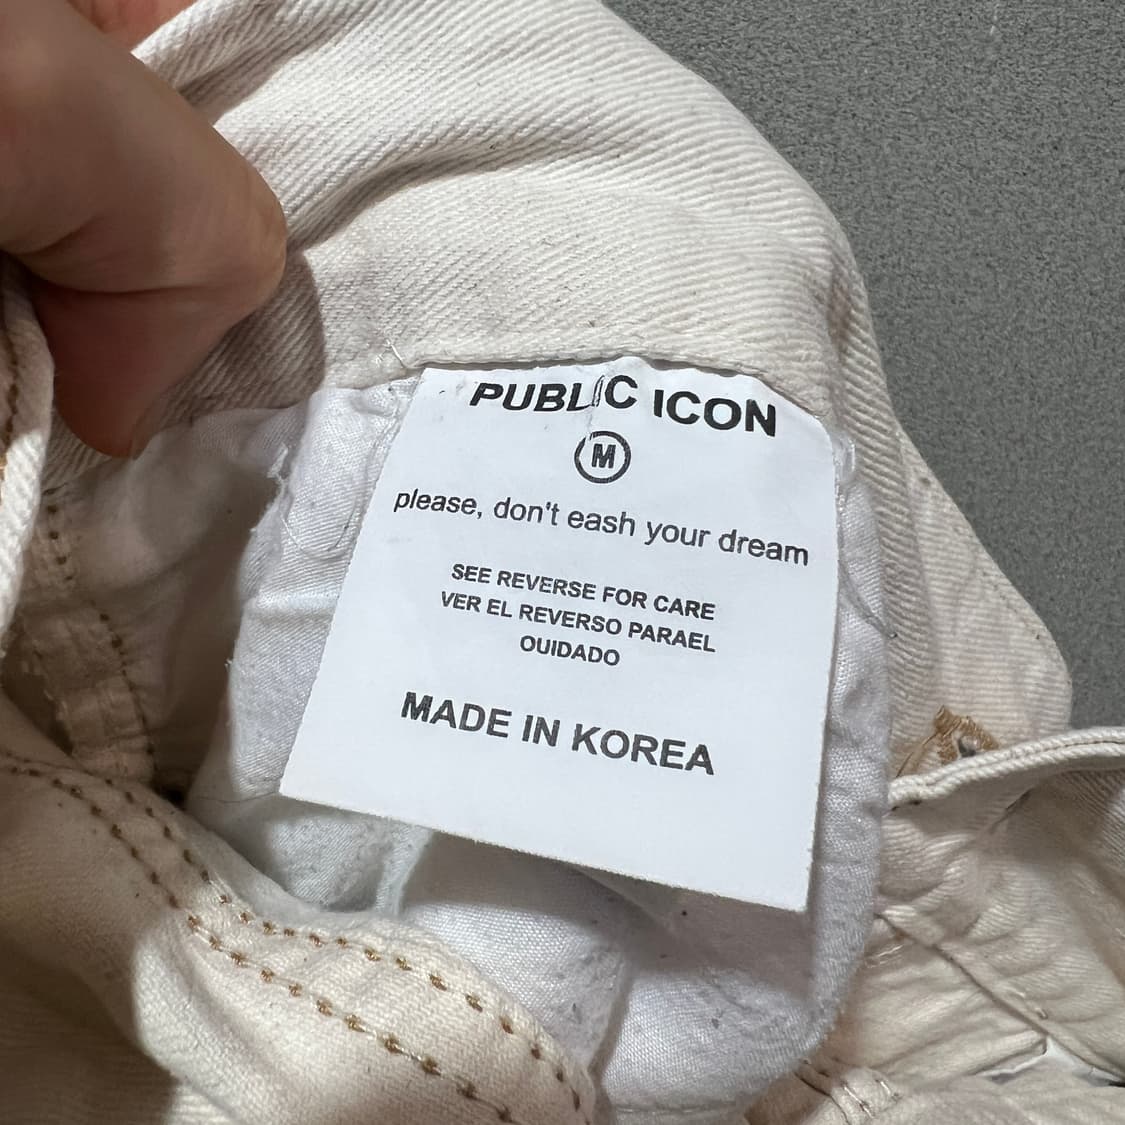 PUBLIC ICON
M
please, don't eash your dream
SEE REVERSE FOR CARE
VER EL REVERSO PARAEL
OUIDADO
MADE IN KOREA